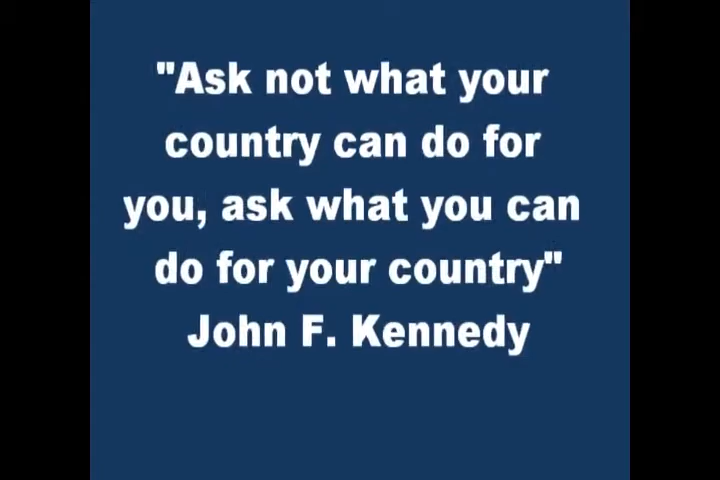 "Ask not what your
country can do for
you, ask what you can
do for your country"
John F. Kennedy